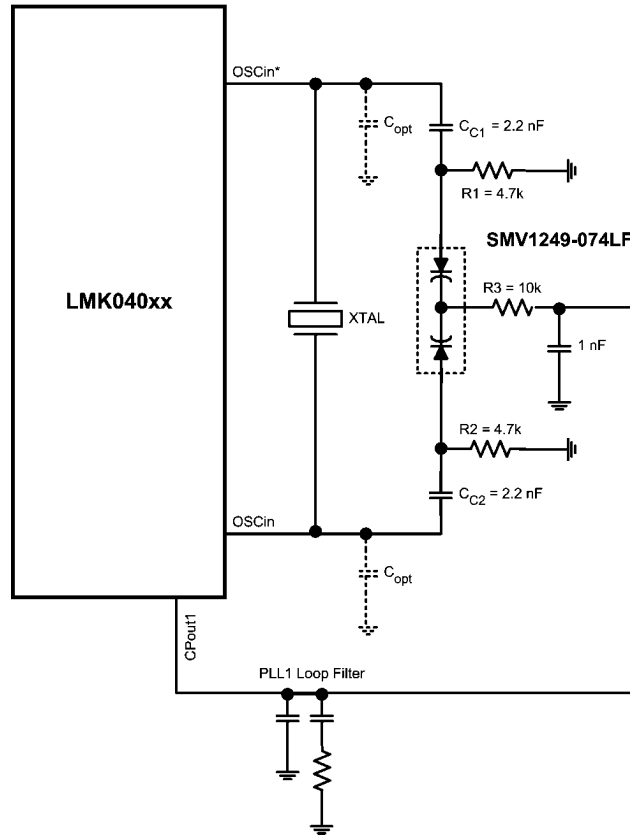 OSCin*
C_opt
C_C1 = 2.2 nF
R1 = 4.7k
SMV1249-074LF
LMK040xx
R3 = 10k
XTAL
1 nF
R2 = 4.7k
C_C2 = 2.2 nF
OSCin
C_opt
CPout1
PLL1 Loop Filter